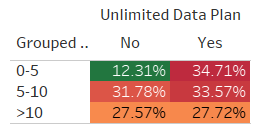 Unlimited Data Plan
Grouped .. No Yes
0-5 12.31% 34.71%
5-10 31.78% 33.57%
>10 27.57% 27.72%